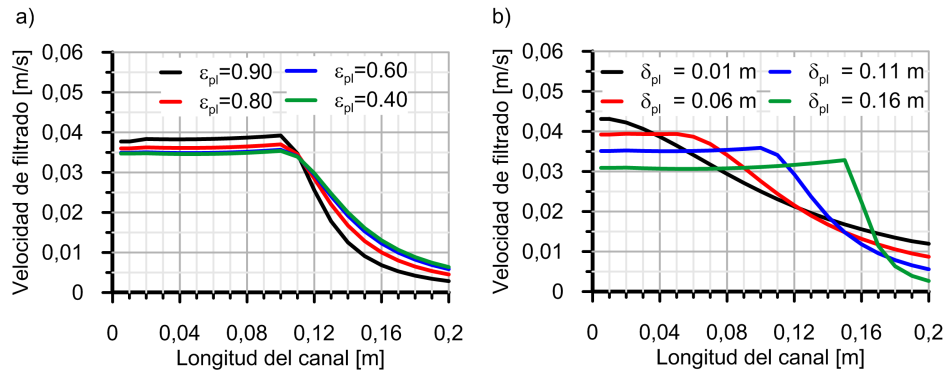 a)
Velocidad de filtrado [m/s]
0,06
0,05
0,04
0,03
0,02
0,01
0
εpl=0.90
εpl=0.60
εpl=0.80
εpl=0.40
0 0,04 0,08 0,12 0,16 0,2
Longitud del canal [m]
b)
Velocidad de filtrado [m/s]
0,06
0,05
0,04
0,03
0,02
0,01
0
δpl = 0.01 m
δpl = 0.11 m
δpl = 0.06 m
δpl = 0.16 m
0 0,04 0,08 0,12 0,16 0,2
Longitud del canal [m]